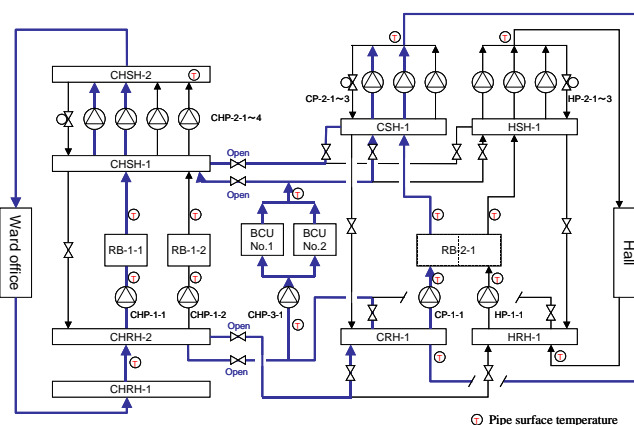 CHSH-2
T
T
T
CP-2-1～3
HP-2-1～3
CHP-2-1～4
CSH-1
HSH-1
Open
CHSH-1
Open
T
T
T
T
T
Ward office
RB-1-1
RB-1-2
BCU
No.1
BCU
No.2
RB-2-1
Hall
T
T
T
T
CHP-1-1
CHP-1-2
CHP-3-1
CP-1-1
HP-1-1
T
Open
CHRH-2
CRH-1
HRH-1
T
T
T
Open
CHRH-1
T Pipe surface temperature